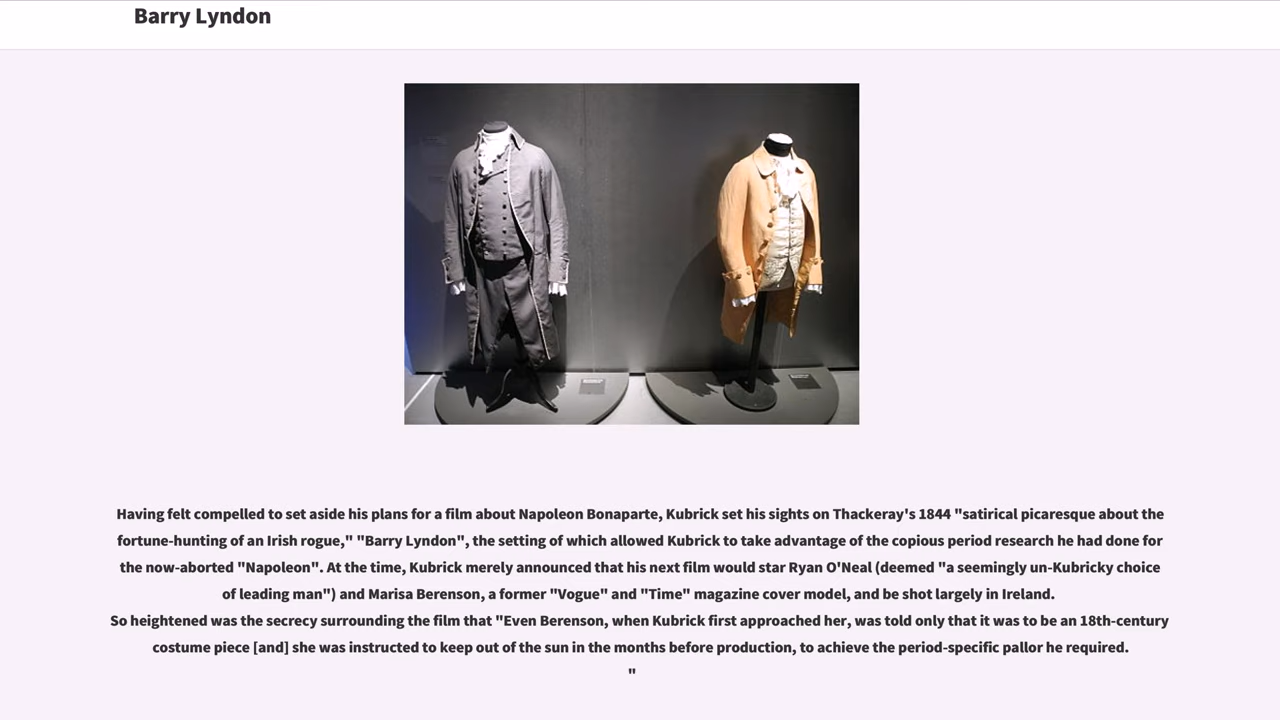 Barry Lyndon
Having felt compelled to set aside his plans for a film about Napoleon Bonaparte, Kubrick set his sights on Thackeray's 1844 "satirical picaresque about the
fortune-hunting of an Irish rogue," "Barry Lyndon", the setting of which allowed Kubrick to take advantage of the copious period research he had done for
the now-aborted "Napoleon". At the time, Kubrick merely announced that his next film would star Ryan O'Neal (deemed "a seemingly un-Kubricky choice
of leading man") and Marisa Berenson, a former "Vogue" and "Time" magazine cover model, and be shot largely in Ireland.
So heightened was the secrecy surrounding the film that "Even Berenson, when Kubrick first approached her, was told only that it was to be an 18th-century
costume piece [and] she was instructed to keep out of the sun in the months before production, to achieve the period-specific pallor he required.
"